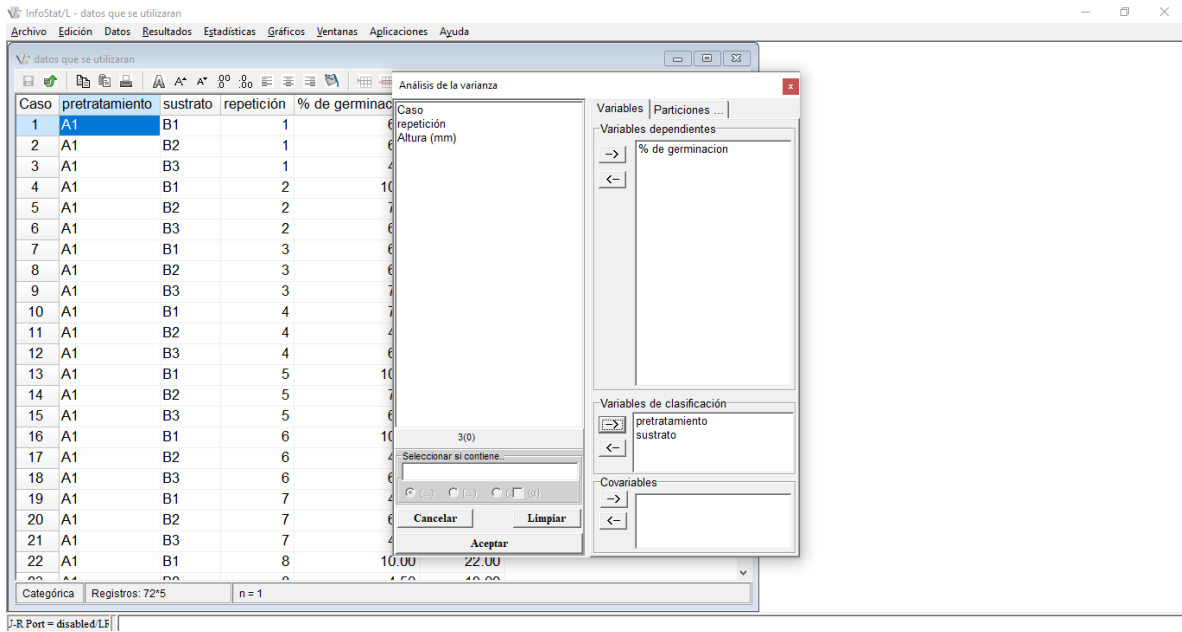 InfoStat/L - datos que se utilizaran
Archivo Edición Datos Resultados Estadísticas Gráficos Ventanas Aplicaciones Ayuda
datos que se utilizaran
Caso pretratamiento sustrato repetición % de germinac
1 A1 B1 1
2 A1 B2 1
3 A1 B3 1
4 A1 B1 2
5 A1 B2 2
6 A1 B3 2
7 A1 B1 3
8 A1 B2 3
9 A1 B3 3
10 A1 B1 4
11 A1 B2 4
12 A1 B3 4
13 A1 B1 5
14 A1 B2 5
15 A1 B3 5
16 A1 B1 6
17 A1 B2 6
18 A1 B3 6
19 A1 B1 7
20 A1 B2 7
21 A1 B3 7
22 A1 B1 8 10.00 22.00
Categórica Registros: 72*5 n = 1
Análisis de la varianza
Caso
repetición
Altura (mm)
3(0)
Seleccionar si contiene..
Cancelar Limpiar
Aceptar
Variables Particiones ...
Variables dependientes
-> % de germinacion
<-
Variables de clasificación
-> pretratamiento
<- sustrato
Covariables
->
<-
J-R Port = disabled/LF